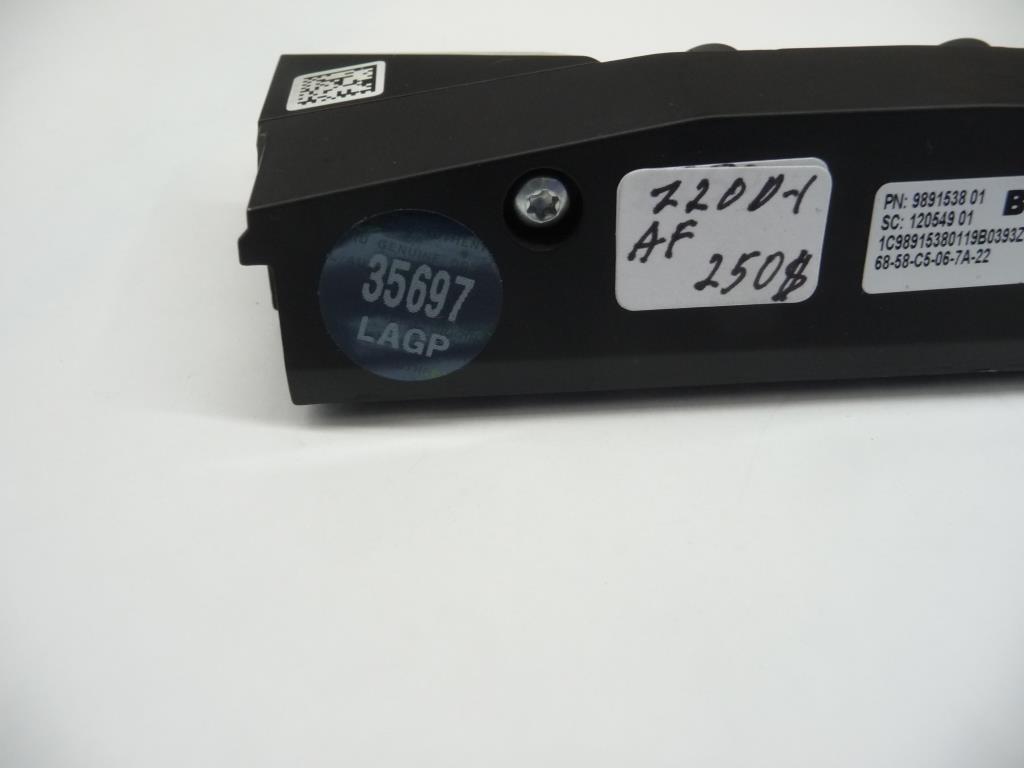 GENUINE
35697
LAGP
7200-1
AF
250$
PN: 9891538 01
SC: 120549 01
1C98915380119B0393Z
68-58-C5-06-7A-22
B